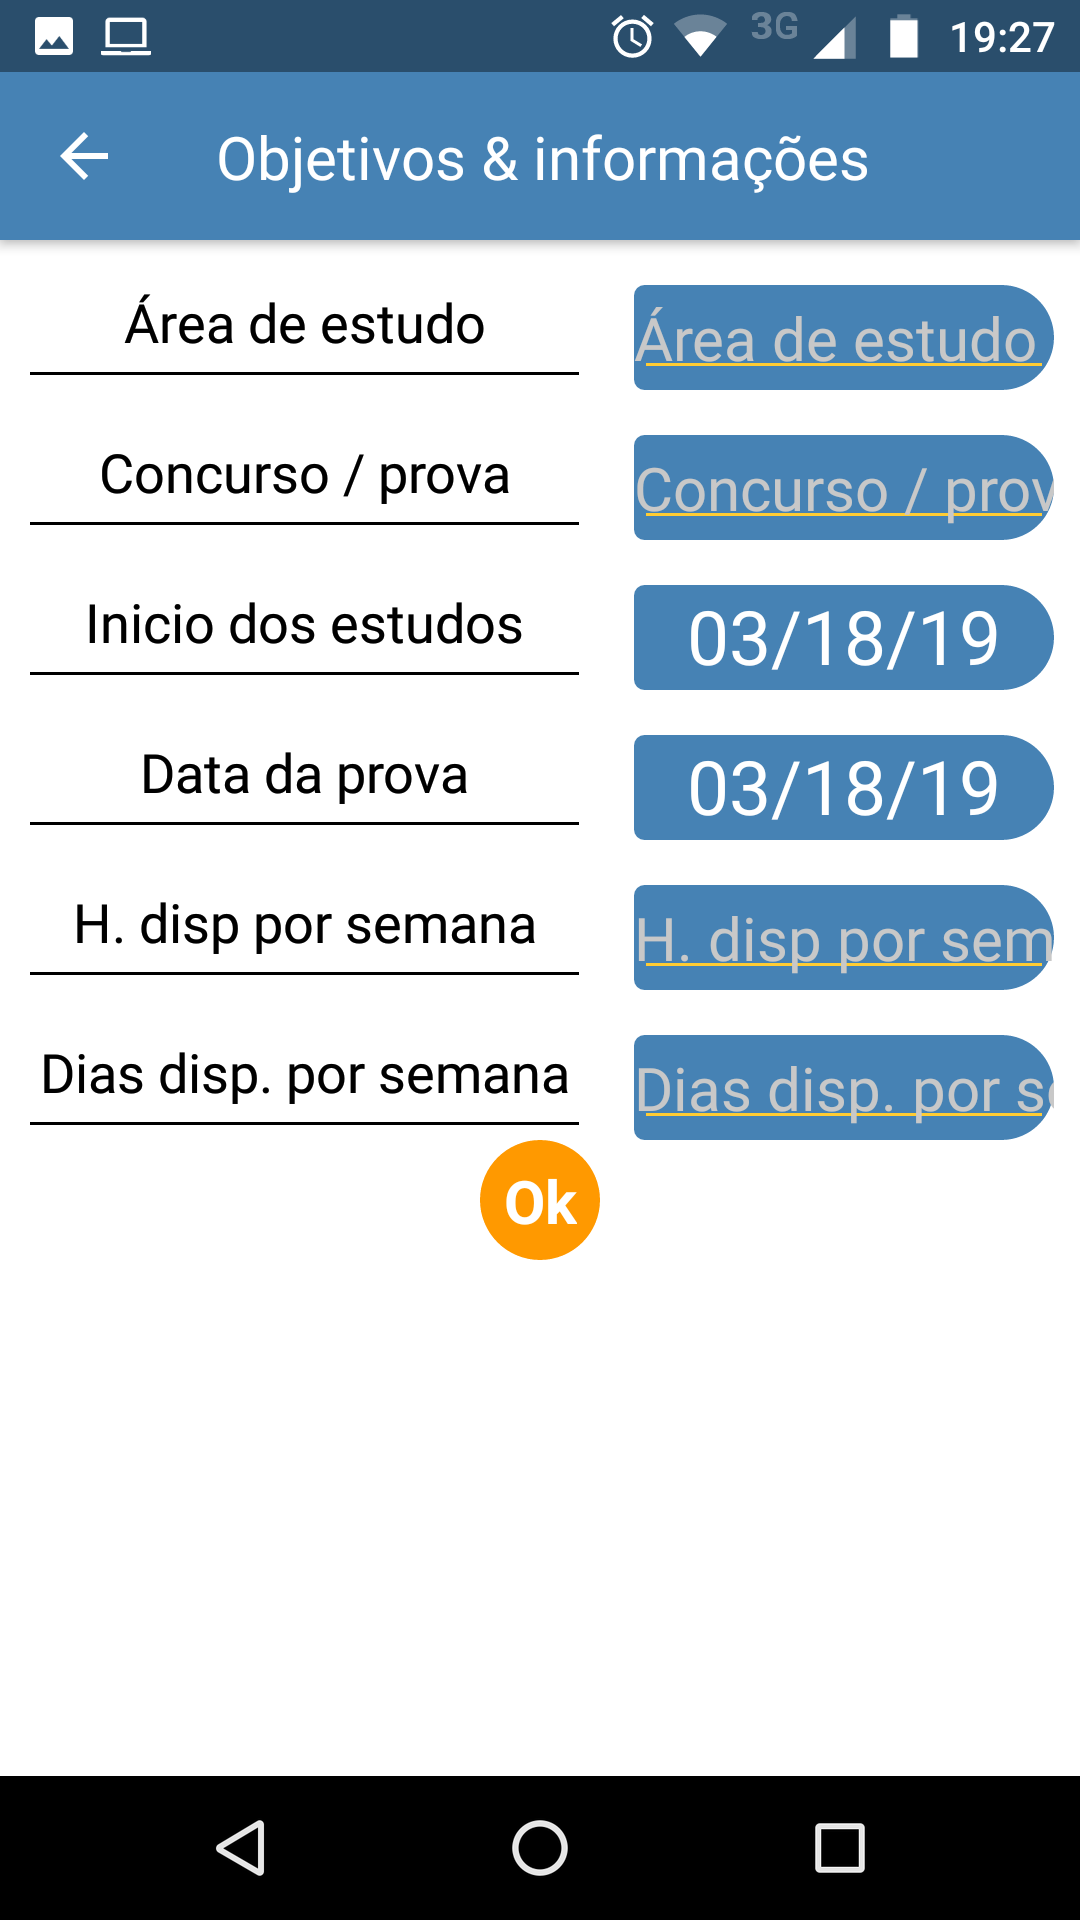 3G 19:27
Objetivos & informações
Área de estudo Área de estudo
Concurso / prova Concurso / prov
Inicio dos estudos 03/18/19
Data da prova 03/18/19
H. disp por semana H. disp por sem
Dias disp. por semana Dias disp. por se
Ok